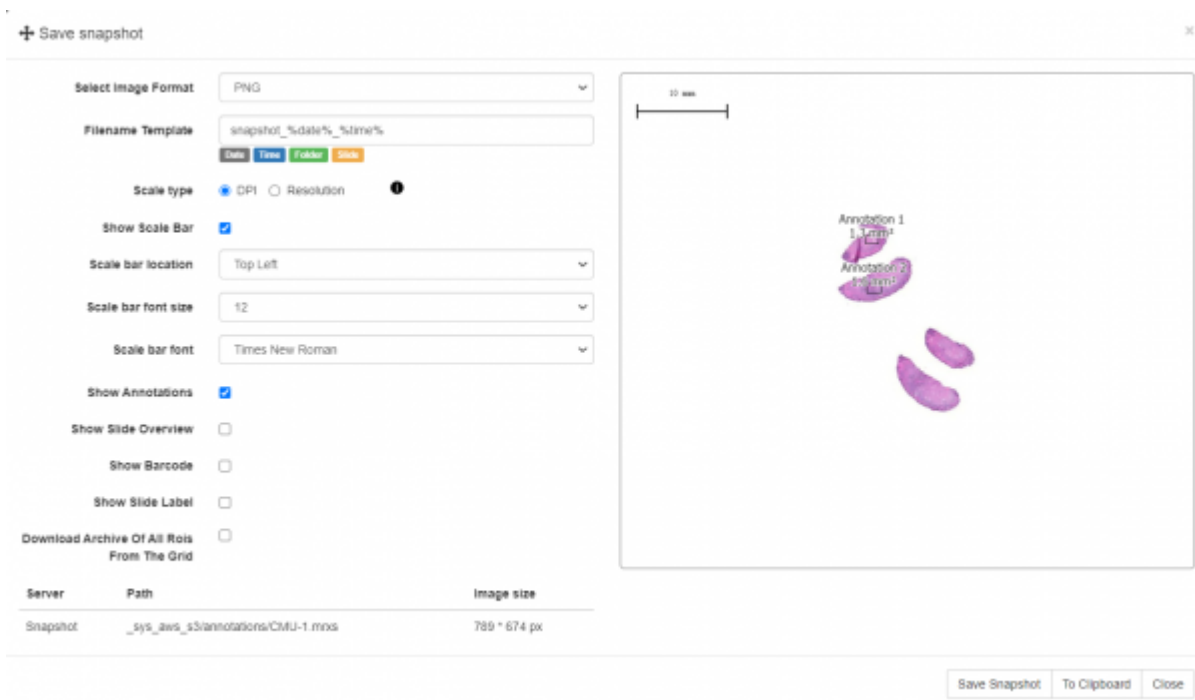 Save snapshot
×
Select Image Format
PNG
Filename Template
snapshot_%date%_%time%
Date Time Folder Slide
Scale type
DPI Resolution
Show Scale Bar
Scale bar location
Top Left
Scale bar font size
12
Scale bar font
Times New Roman
Show Annotations
Show Slide Overview
Show Barcode
Show Slide Label
Download Archive Of All Rois
From The Grid
Server Path Image size
Snapshot _sys_aws_s3/annotations/CMU-1.mrxs 789 * 674 px
10 mm
Annotation 1
Annotation
Save Snapshot To Clipboard Close